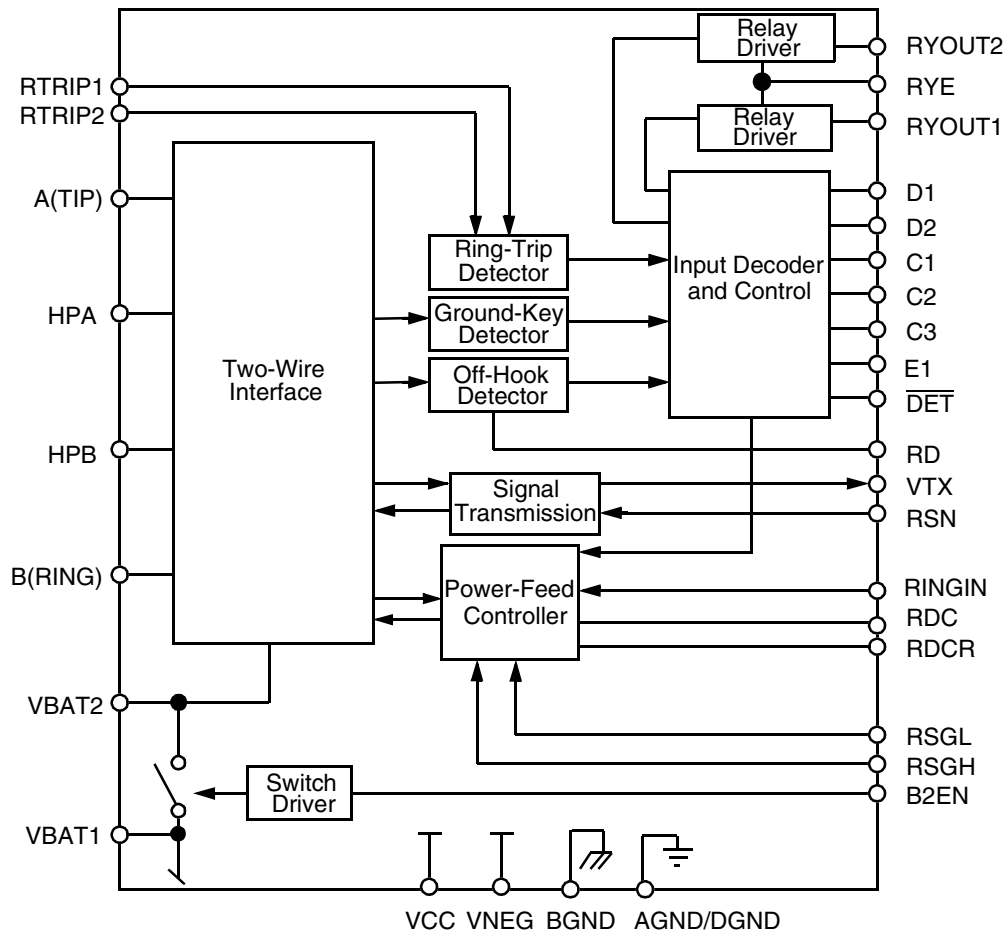 Relay
Driver
RYOUT2
RYE
RTRIP1
RTRIP2
Relay
Driver
RYOUT1
A(TIP)
D1
D2
Ring-Trip
Detector
Input Decoder
and Control
C1
C2
HPA
Ground-Key
Detector
C3
Two-Wire
Interface
Off-Hook
Detector
E1
DET
HPB
RD
Signal
Transmission
VTX
RSN
B(RING)
Power-Feed
Controller
RINGIN
RDC
RDCR
VBAT2
RSGL
RSGH
Switch
Driver
B2EN
VBAT1
VCC VNEG BGND AGND/DGND